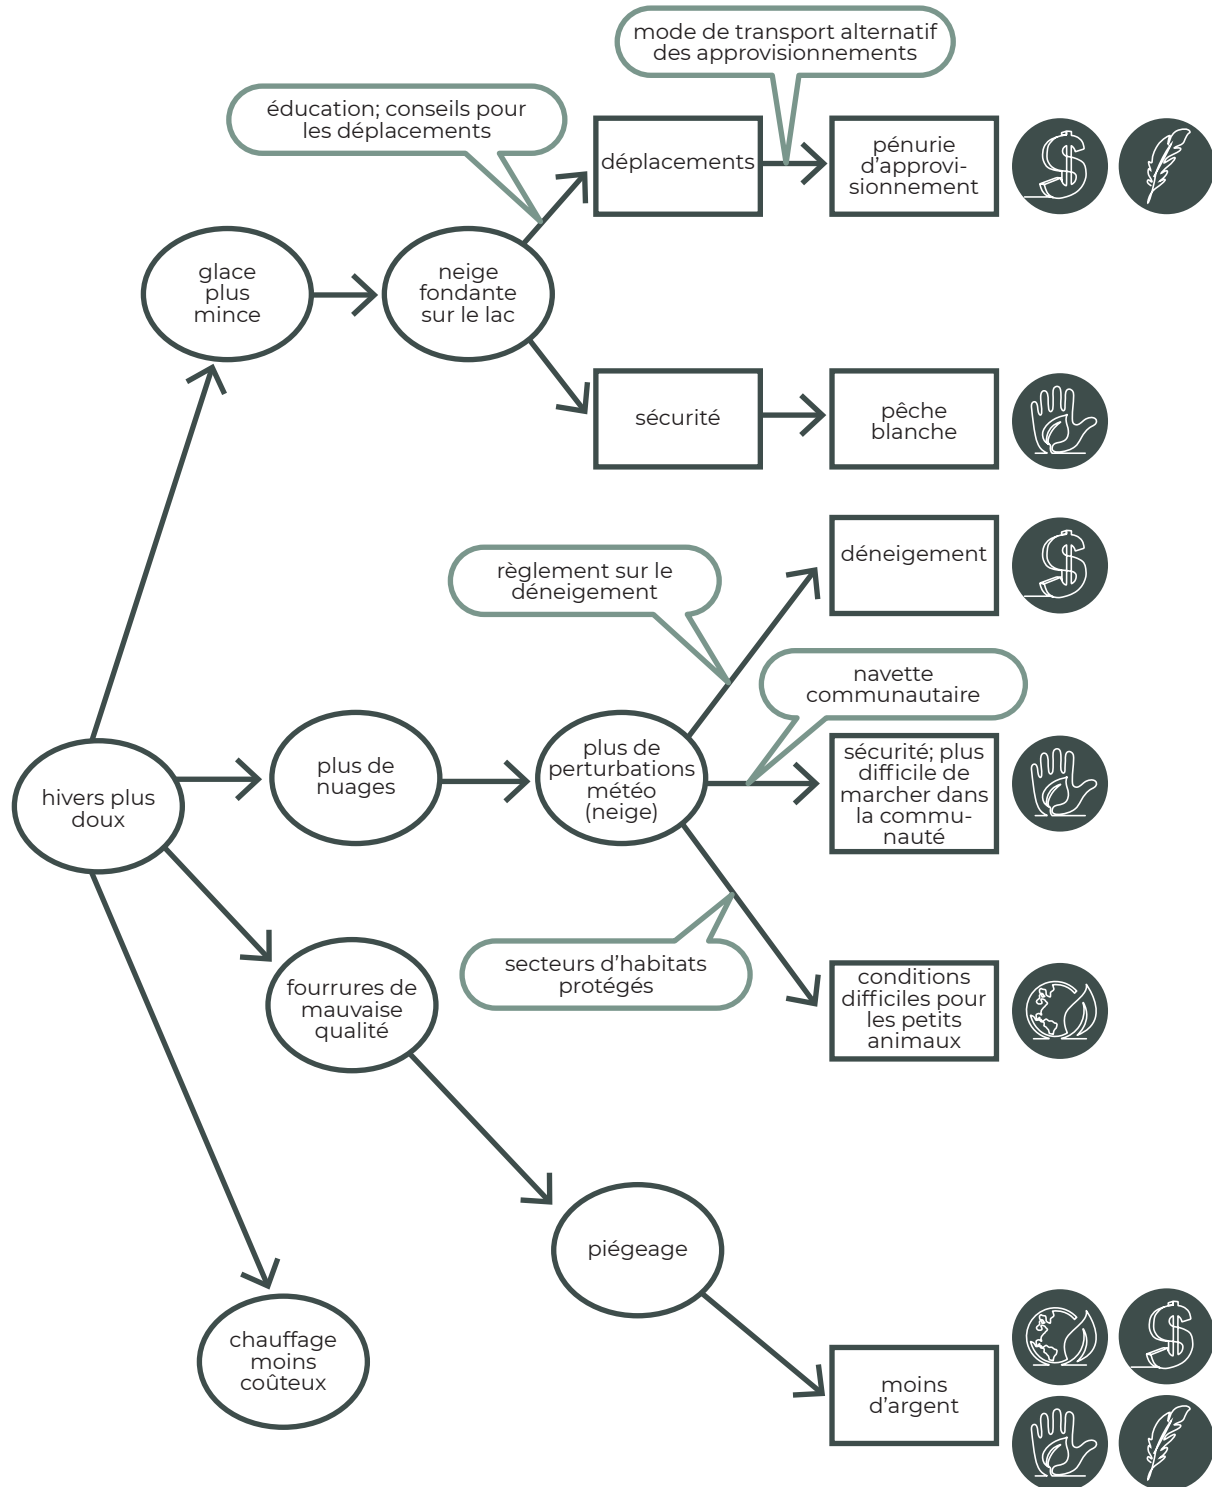 mode de transport alternatif
des approvisionnements
éducation; conseils pour
les déplacements
déplacements
pénurie
d'approvi-
sionnement
glace
plus
mince
neige
fondante
sur le lac
sécurité
pêche
blanche
déneigement
règlement sur le
déneigement
navette
communautaire
hivers plus
doux
plus de
nuages
plus de
perturbations
météo
(neige)
sécurité; plus
difficile de
marcher dans
la commu-
nauté
secteurs d'habitats
protégés
fourrures de
mauvaise
qualité
conditions
difficiles pour
les petits
animaux
piégeage
chauffage
moins
coûteux
moins
d'argent